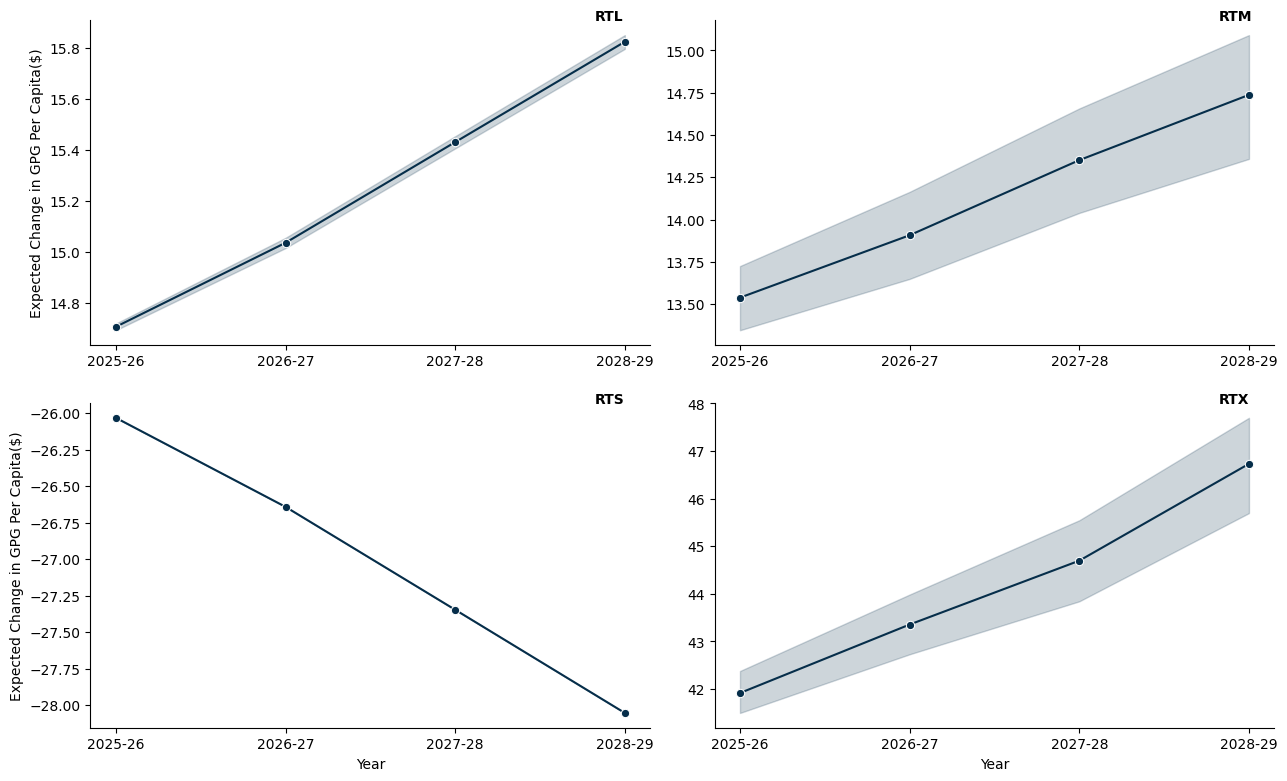 RTL
Expected Change in GPG Per Capita($)
15.8
15.6
15.4
15.2
15.0
14.8
2025-26 2026-27 2027-28 2028-29
RTM
15.00
14.75
14.50
14.25
14.00
13.75
13.50
2025-26 2026-27 2027-28 2028-29
RTS
Expected Change in GPG Per Capita($)
−26.00
−26.25
−26.50
−26.75
−27.00
−27.25
−27.50
−27.75
−28.00
2025-26 2026-27 2027-28 2028-29
Year
RTX
48
47
46
45
44
43
42
2025-26 2026-27 2027-28 2028-29
Year